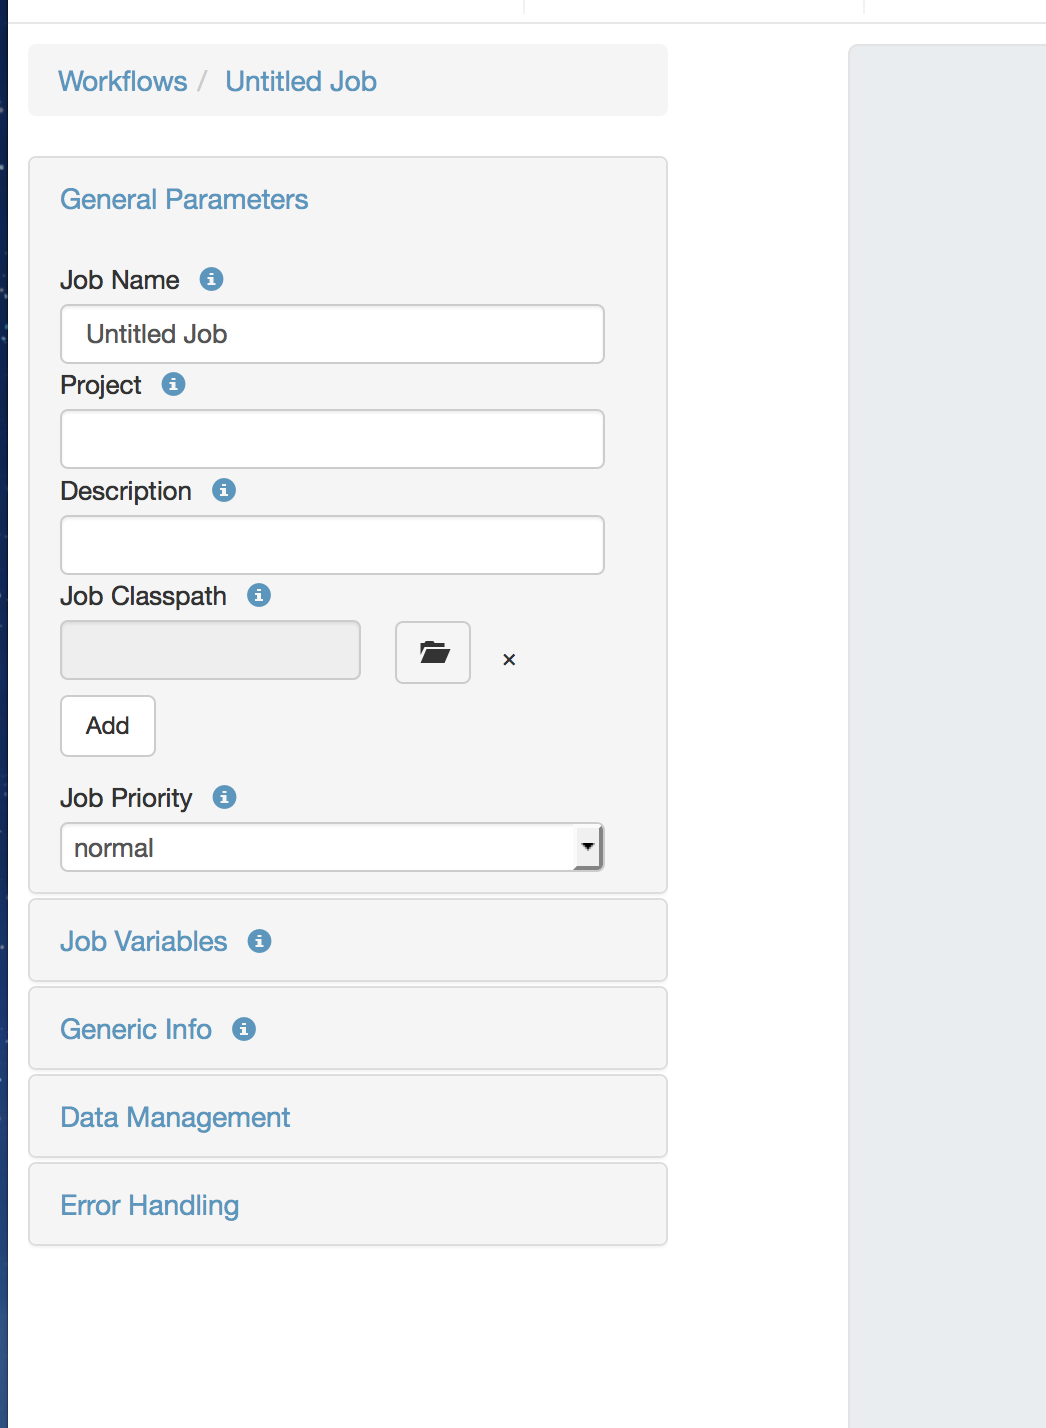 Workflows / Untitled Job
General Parameters
Job Name
Untitled Job
Project
Description
Job Classpath
×
Add
Job Priority
normal
Job Variables
Generic Info
Data Management
Error Handling